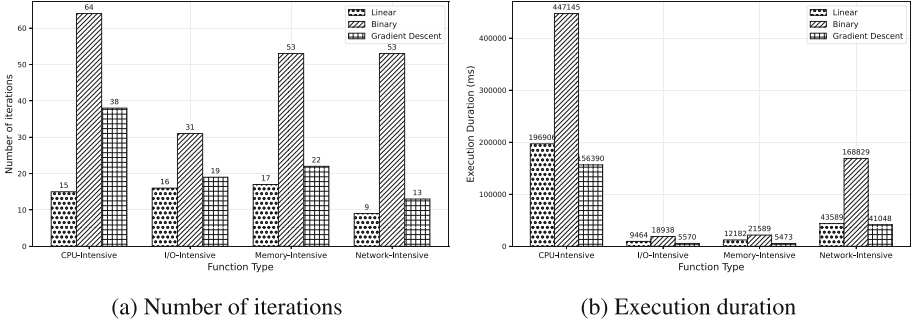 Number of iterations
60
50
40
30
20
10
0
64
53
53
38
31
22
19
17
16
15
13
9
Linear
Binary
Gradient Descent
CPU-Intensive
I/O-Intensive
Memory-Intensive
Network-Intensive
Function Type
(a) Number of iterations
Execution Duration (ms)
400000
300000
200000
100000
0
447145
196906
156390
9464
18938
5570
12182
21589
5473
43589
168829
41048
Linear
Binary
Gradient Descent
CPU-Intensive
I/O-Intensive
Memory-Intensive
Network-Intensive
Function Type
(b) Execution duration